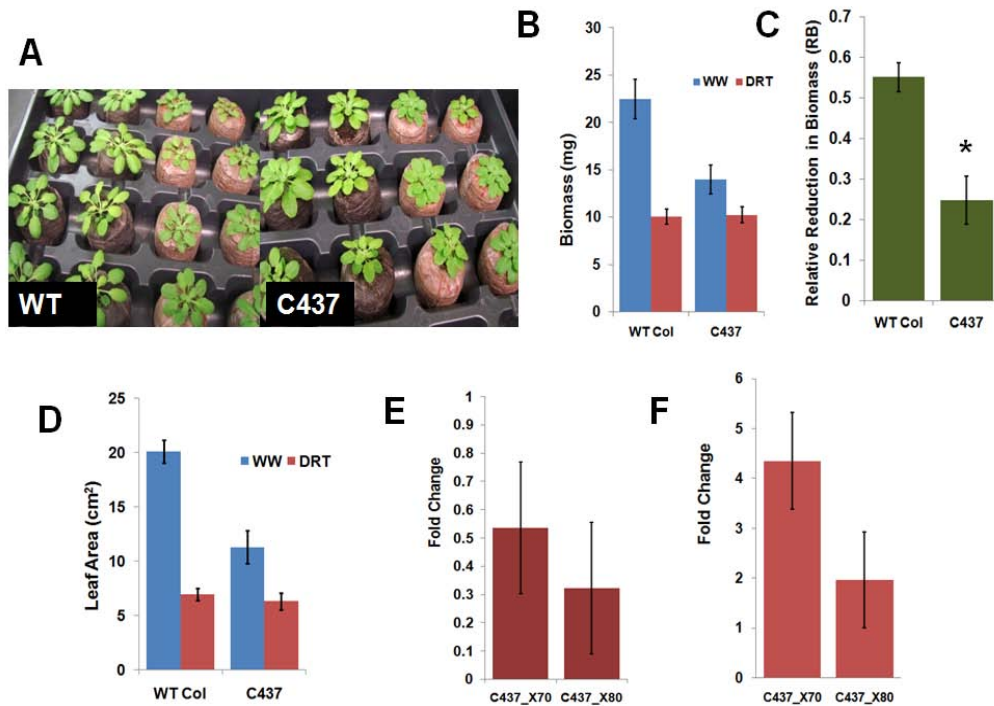 A
WT
C437
B
Biomass (mg)
30
25
20
15
10
5
0
WW
DRT
WT Col
C437
C
Relative Reduction in Biomass (RB)
0.7
0.6
0.5
0.4
0.3
0.2
0.1
0
*
WT Col
C437
D
Leaf Area (cm²)
25
20
15
10
5
0
WW
DRT
WT Col
C437
E
Fold Change
1
0.9
0.8
0.7
0.6
0.5
0.4
0.3
0.2
0.1
0
C437_X70
C437_X80
F
Fold Change
6
5
4
3
2
1
0
C437_X70
C437_X80